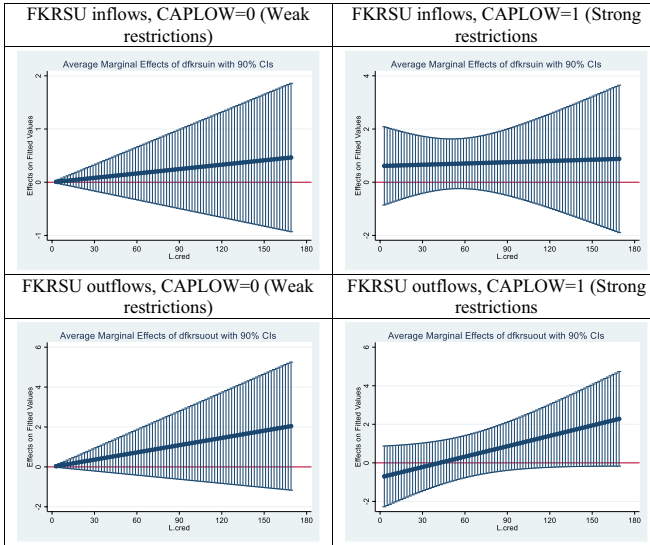 FKRSU inflows, CAPLOW=0 (Weak
restrictions)
FKRSU inflows, CAPLOW=1 (Strong
restrictions
Average Marginal Effects of dfkrsuin with 90% CIs
Effects on Fitted Values
2
1
0
-1
0 30 60 90 120 150 180
L.cred
Average Marginal Effects of dfkrsuin with 90% CIs
Effects on Fitted Values
4
2
0
-2
0 30 60 90 120 150 180
L.cred
FKRSU outflows, CAPLOW=0 (Weak
restrictions)
FKRSU outflows, CAPLOW=1 (Strong
restrictions
Average Marginal Effects of dfkrsuout with 90% CIs
Effects on Fitted Values
6
4
2
0
-2
0 30 60 90 120 150 180
L.cred
Average Marginal Effects of dfkrsuout with 90% CIs
Effects on Fitted Values
6
4
2
0
-2
0 30 60 90 120 150 180
L.cred